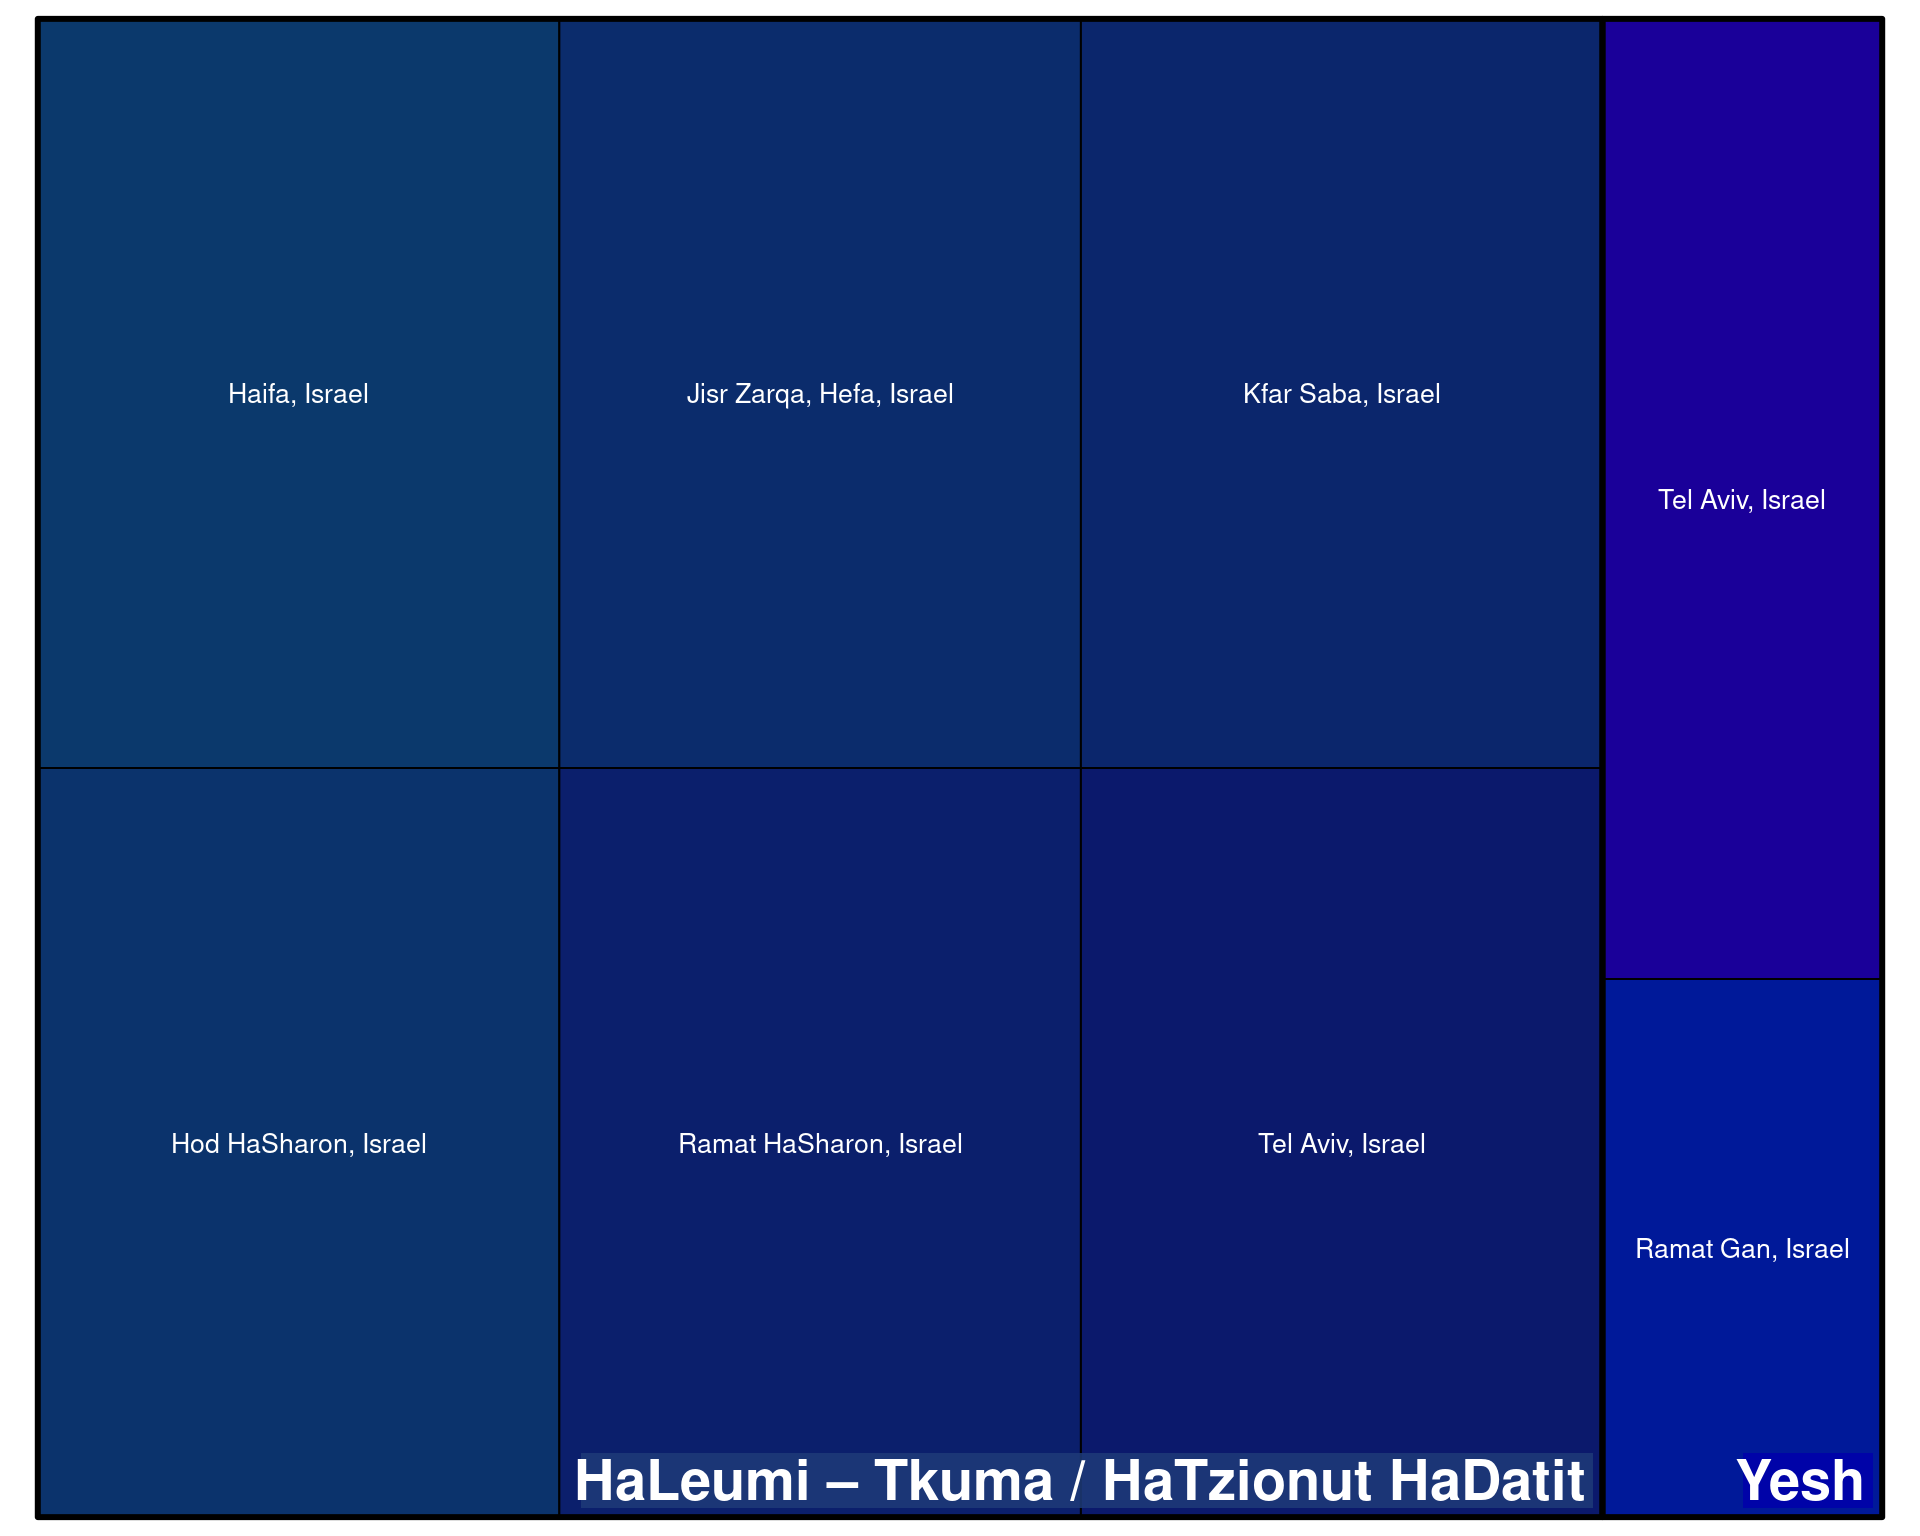 Haifa, Israel
Jisr Zarqa, Hefa, Israel
Kfar Saba, Israel
Tel Aviv, Israel
Hod HaSharon, Israel
Ramat HaSharon, Israel
Tel Aviv, Israel
Ramat Gan, Israel
HaLeumi – Tkuma / HaTzionut HaDatit
Yesh